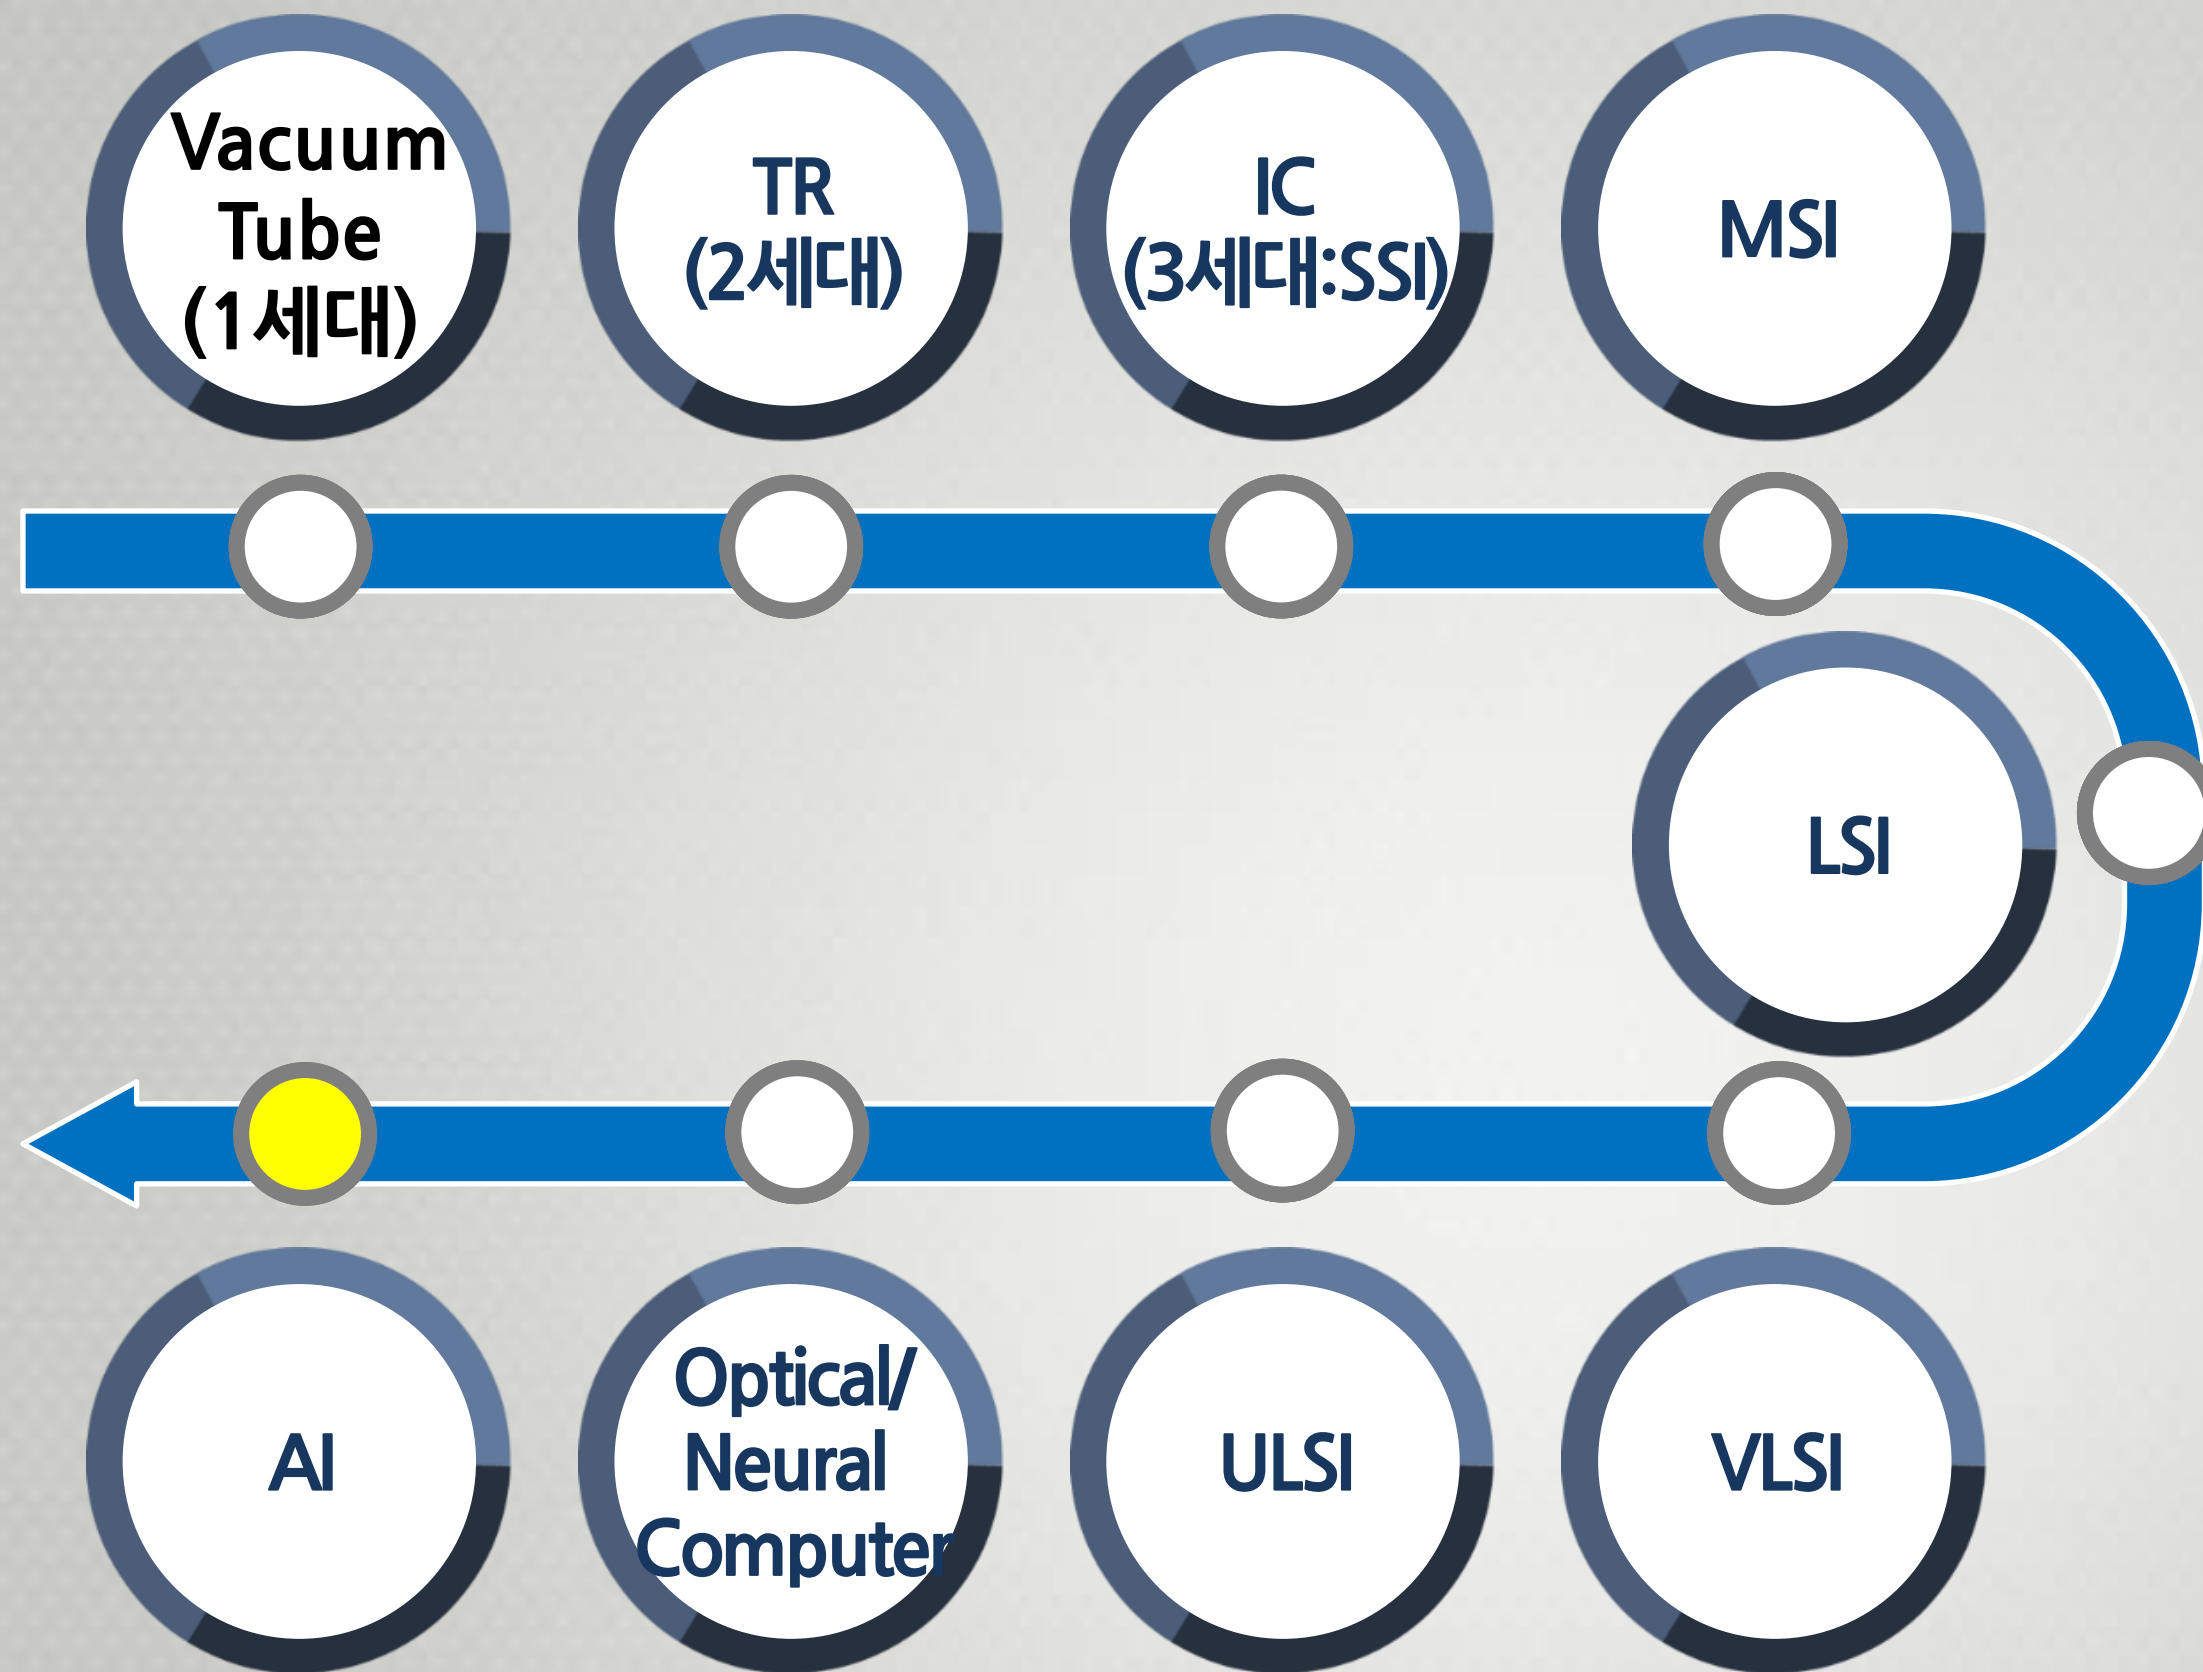 Vacuum
Tube
(1세대)
TR
(2세대)
IC
(3세대:SSI)
MSI
LSI
VLSI
ULSI
Optical/
Neural
Computer
AI